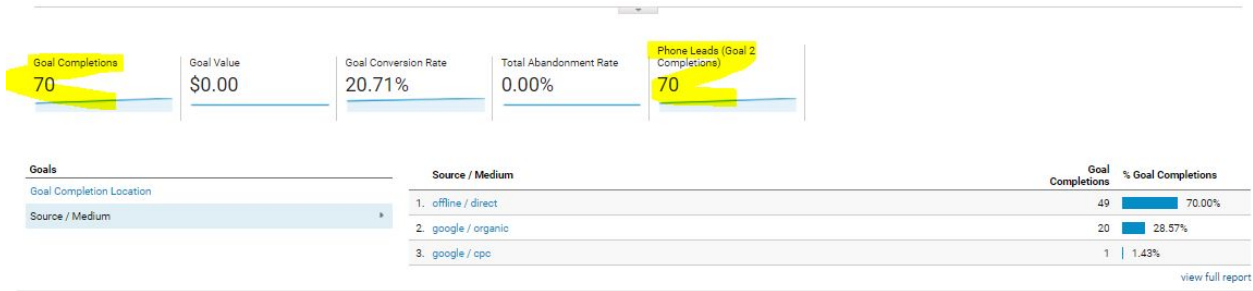 Goal Completions
70
Goal Value
$0.00
Goal Conversion Rate
20.71%
Total Abandonment Rate
0.00%
Phone Leads (Goal 2
Completions)
70
Goals
Goal Completion Location
Source / Medium
Source / Medium Goal Completions % Goal Completions
1. offline / direct 49 70.00%
2. google / organic 20 28.57%
3. google / cpc 1 1.43%
view full report